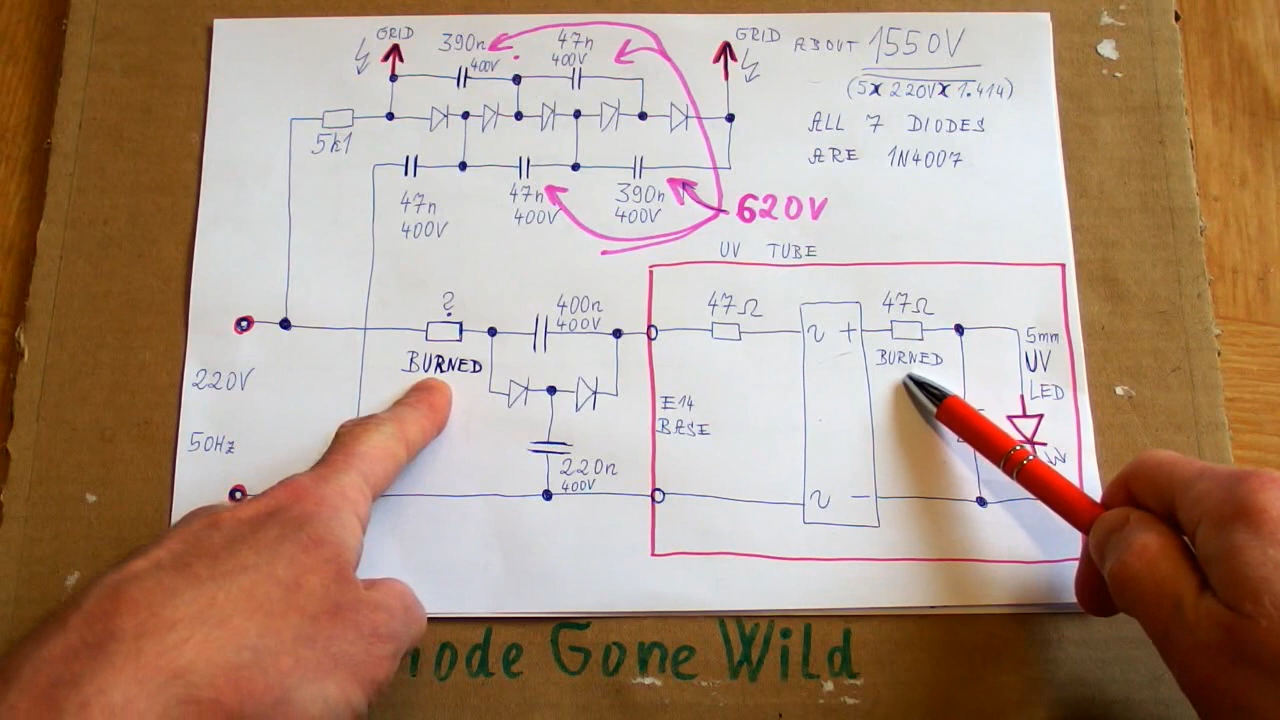 GRID
390n
400V
47n
400V
GRID
ABOUT 1550V
(5X220VX1.414)
ALL 7 DIODES
ARE 1N4007
5k1
47n
400V
47n
400V
390n
400V
620V
UV TUBE
?
BURNED
400n
400V
47Ω
47Ω
BURNED
5mm
UV
LED
220V
50Hz
E14
BASE
220n
400V
~ +
~ −
iode Gone Wild